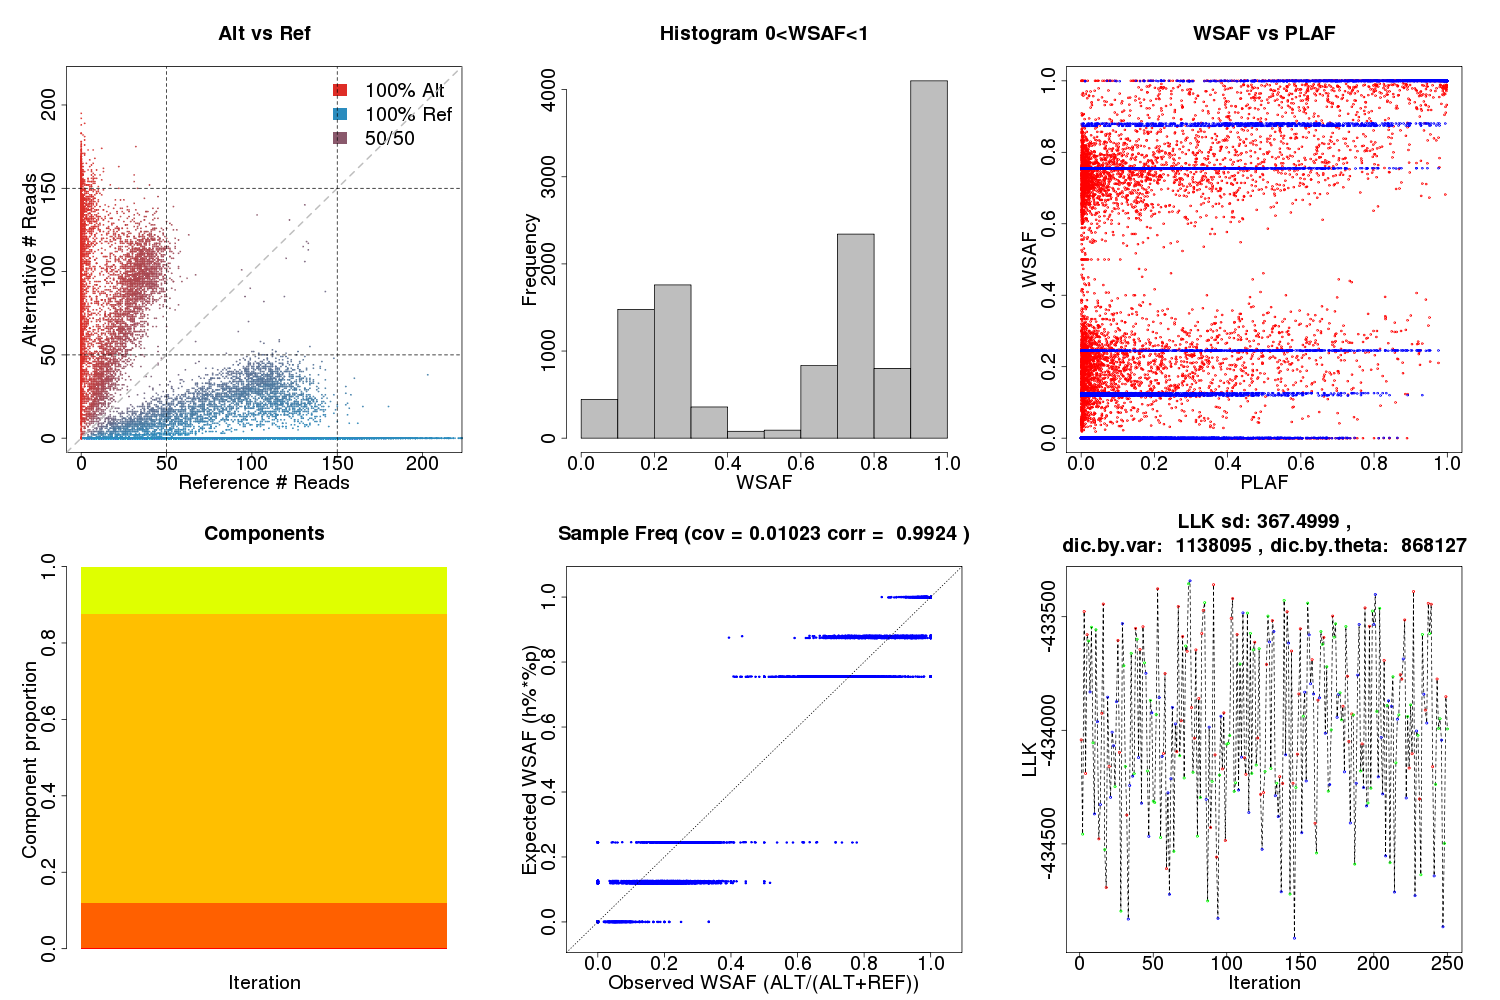 Alt vs Ref
Alternative # Reads
0 50 100 150 200
100% Alt
100% Ref
50/50
0 50 100 150 200
Reference # Reads
Histogram 0<WSAF<1
Frequency
0 1000 2000 3000 4000
0.0 0.2 0.4 0.6 0.8 1.0
WSAF
WSAF vs PLAF
WSAF
0.0 0.2 0.4 0.6 0.8 1.0
0.0 0.2 0.4 0.6 0.8 1.0
PLAF
Components
Component proportion
0.0 0.2 0.4 0.6 0.8 1.0
Iteration
Sample Freq (cov = 0.01023 corr = 0.9924 )
Expected WSAF (h%*%p)
0.0 0.2 0.4 0.6 0.8 1.0
0.0 0.2 0.4 0.6 0.8 1.0
Observed WSAF (ALT/(ALT+REF))
LLK sd: 367.4999 ,
dic.by.var: 1138095 , dic.by.theta: 868127
LLK
-434500 -434000 -433500
0 50 100 150 200 250
Iteration